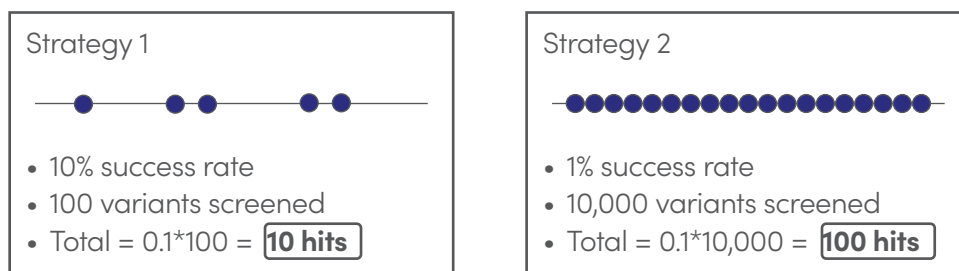 Strategy 1
• 10% success rate
• 100 variants screened
• Total = 0.1*100 = 10 hits
Strategy 2
• 1% success rate
• 10,000 variants screened
• Total = 0.1*10,000 = 100 hits